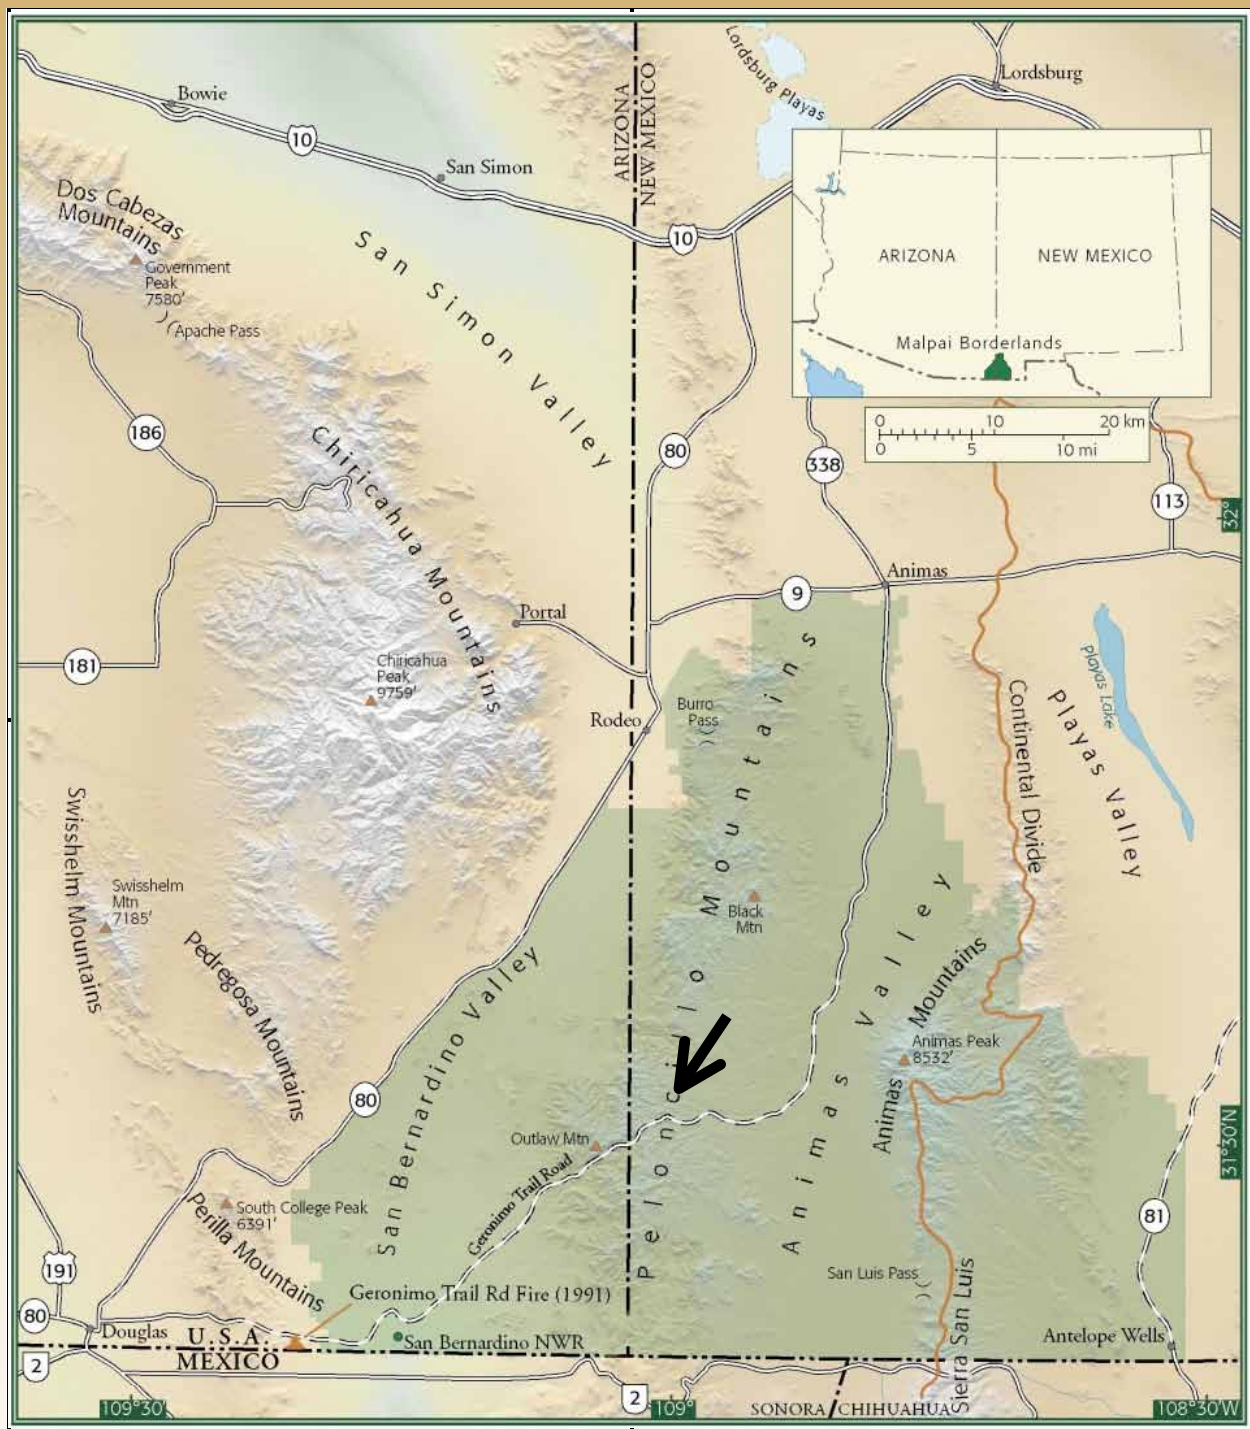 Lordsburg Playas
Lordsburg
Bowie
10
ARIZONA
NEW MEXICO
San Simon
10
Dos Cabezas
Mountains
Government
Peak
7580'
Apache Pass
San Simon Valley
ARIZONA
NEW MEXICO
Malpai Borderlands
0 10 20 km
0 5 10 mi
186
80
338
113
32°
Chiricahua Mountains
Animas
9
Portal
181
Chiricahua
Peak
9759'
Playas Lake
Playas Valley
Continental Divide
Rodeo
Burro
Pass
Peloncillo Mountains
Swisshelm Mountains
Swisshelm
Mtn
7185'
Black
Mtn
Pedregosa Mountains
San Bernardino Valley
Animas Valley
Animas Mountains
Animas Peak
8532'
80
Outlaw Mtn
Geronimo Trail Road
31°30'N
South College Peak
6391'
Perilla Mountains
81
191
San Luis Pass
Sierra San Luis
Geronimo Trail Rd Fire (1991)
80
Douglas
U.S.A.
MEXICO
San Bernardino NWR
Antelope Wells
2
2
109°30'
109°
SONORA
CHIHUAHUA
108°30'W